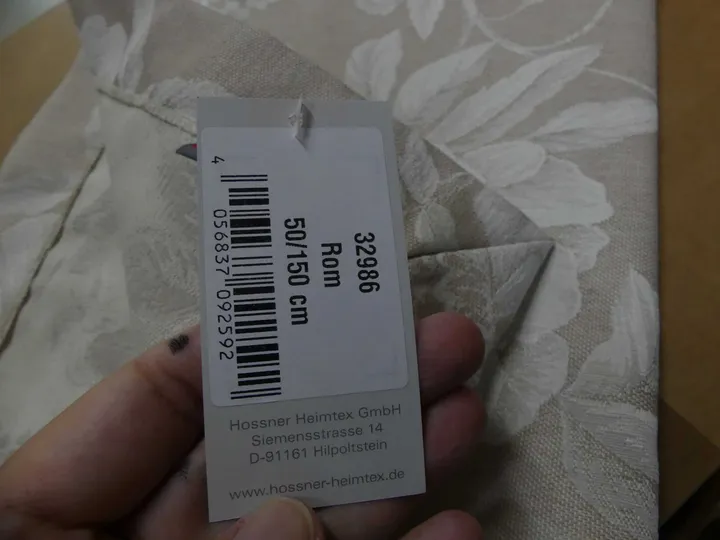 32986
Rom
50/150 cm
4 056837 092592
Hossner Heimtex GmbH
Siemensstrasse 14
D-91161 Hilpoltstein
www.hossner-heimtex.de